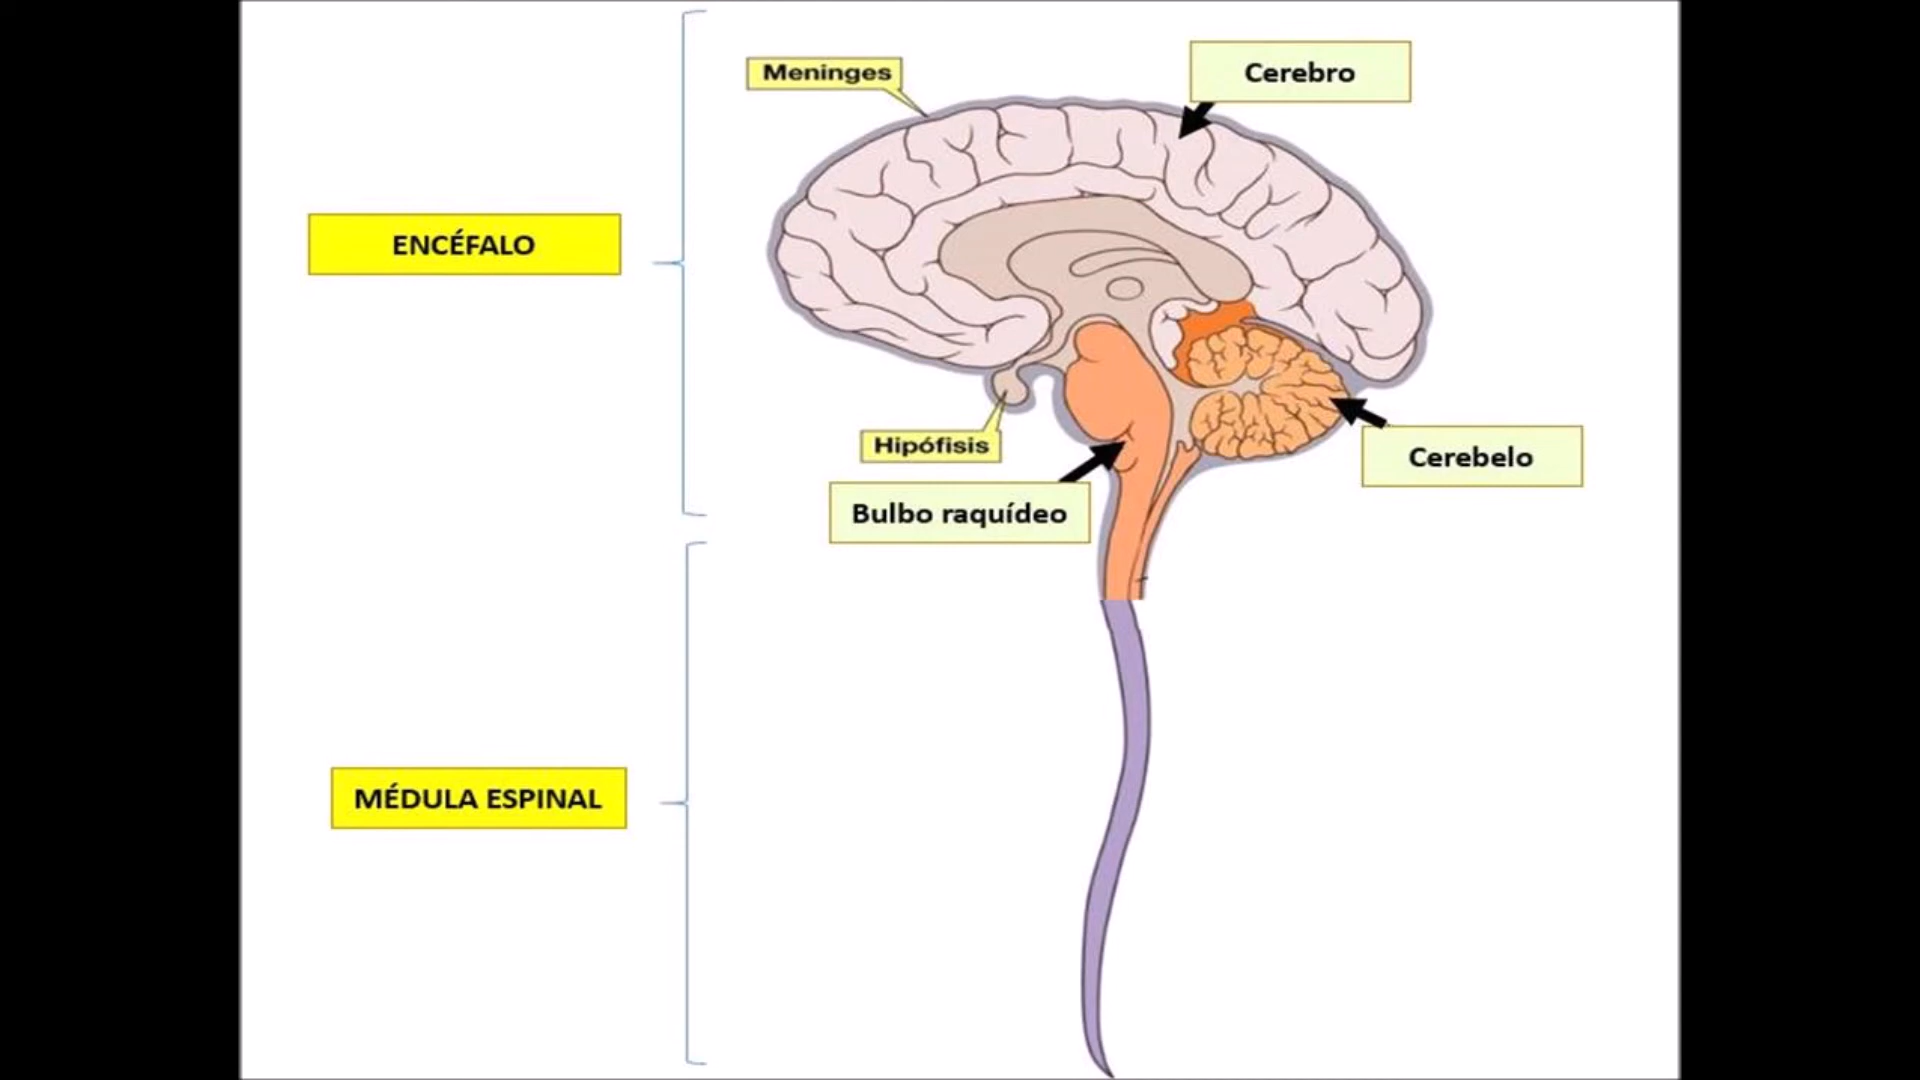 Meninges
Cerebro
ENCÉFALO
Hipófisis
Cerebelo
Bulbo raquídeo
MÉDULA ESPINAL